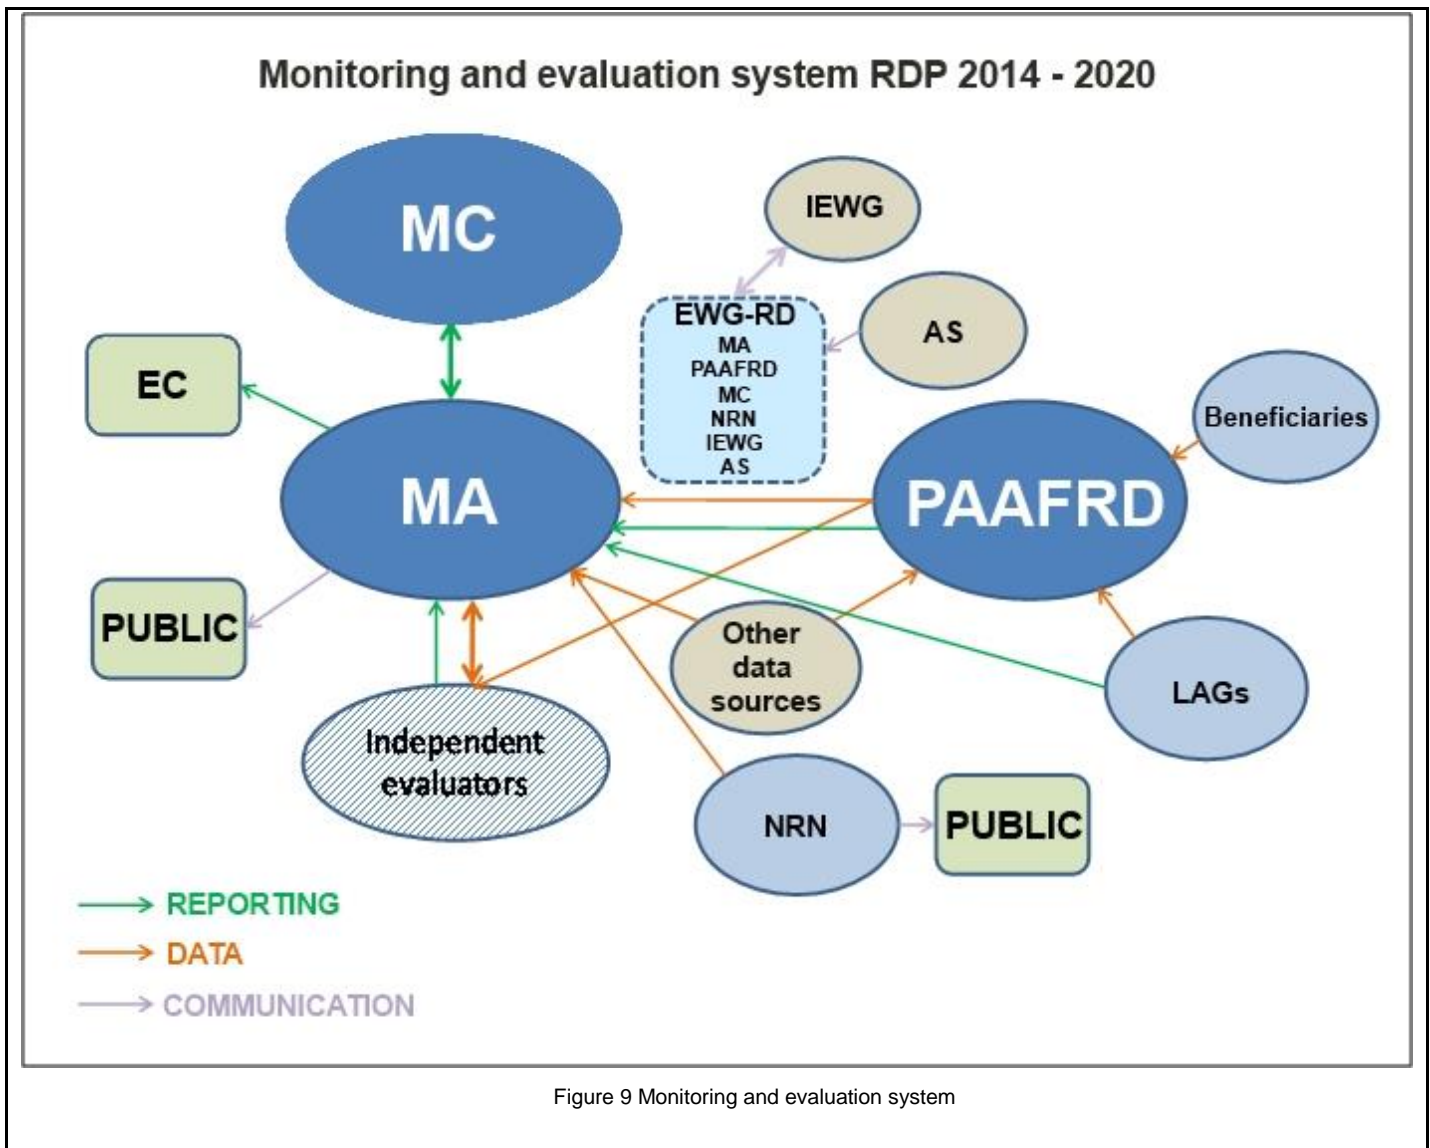 Monitoring and evaluation system RDP 2014 - 2020
MC
IEWG
EWG-RD
MA
PAAFRD
MC
NRN
IEWG
AS
AS
EC
Beneficiaries
MA
PAAFRD
PUBLIC
Other
data
sources
LAGs
Independent
evaluators
NRN
PUBLIC
REPORTING
DATA
COMMUNICATION
Figure 9 Monitoring and evaluation system